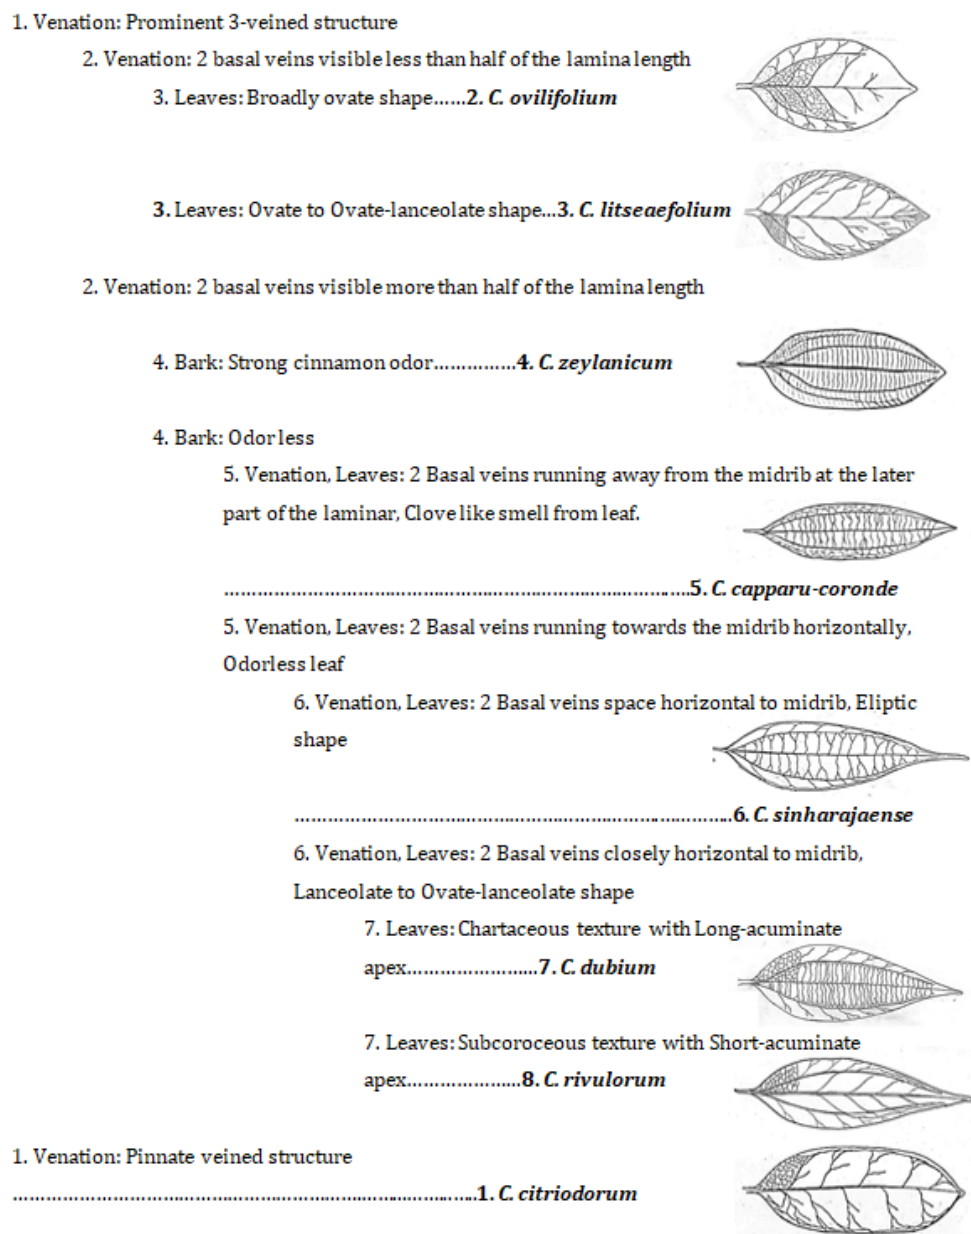 1. Venation: Prominent 3-veined structure
2. Venation: 2 basal veins visible less than half of the lamina length
3. Leaves: Broadly ovate shape......2. C. ovilifolium
3. Leaves: Ovate to Ovate-lanceolate shape...3. C. litseaefolium
2. Venation: 2 basal veins visible more than half of the lamina length
4. Bark: Strong cinnamon odor...............4. C. zeylanicum
4. Bark: Odorless
5. Venation, Leaves: 2 Basal veins running away from the midrib at the later
part of the laminar, Clove like smell from leaf.
....................................................................................5. C. capparu-coronde
5. Venation, Leaves: 2 Basal veins running towards the midrib horizontally,
Odorless leaf
6. Venation, Leaves: 2 Basal veins space horizontal to midrib, Eliptic
shape
...............................................................................6. C. sinharajaense
6. Venation, Leaves: 2 Basal veins closely horizontal to midrib,
Lanceolate to Ovate-lanceolate shape
7. Leaves: Chartaceous texture with Long-acuminate
apex........................7. C. dubium
7. Leaves: Subcoroceous texture with Short-acuminate
apex.....................8. C. rivulorum
1. Venation: Pinnate veined structure
....................................................................................1. C. citriodorum